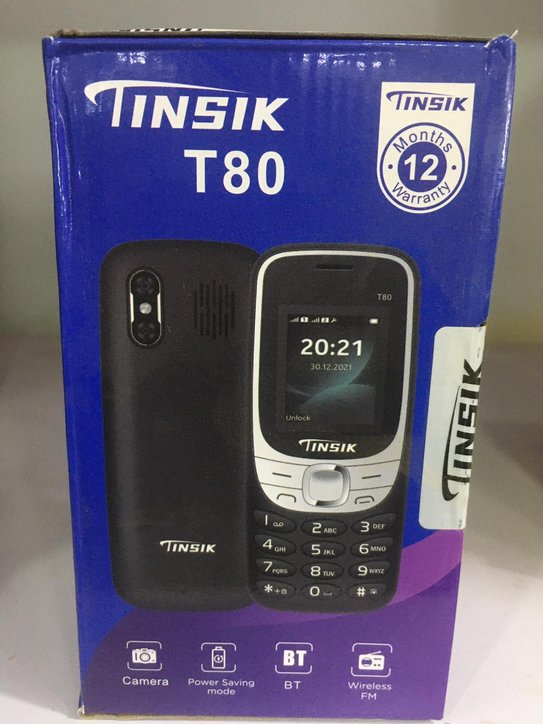 TINSIK
T80
TINSIK
Months
12
Warranty
T80
1 2
20:21
30.12.2021
Unlock
TINSIK
TINSIK
TINSIK
1
2 ABC
3 DEF
4 GHI
5 JKL
6 MNO
7 PQRS
8 TUV
9 WXYZ
* +
0
#
Camera
Power Saving
mode
BT
BT
Wireless
FM